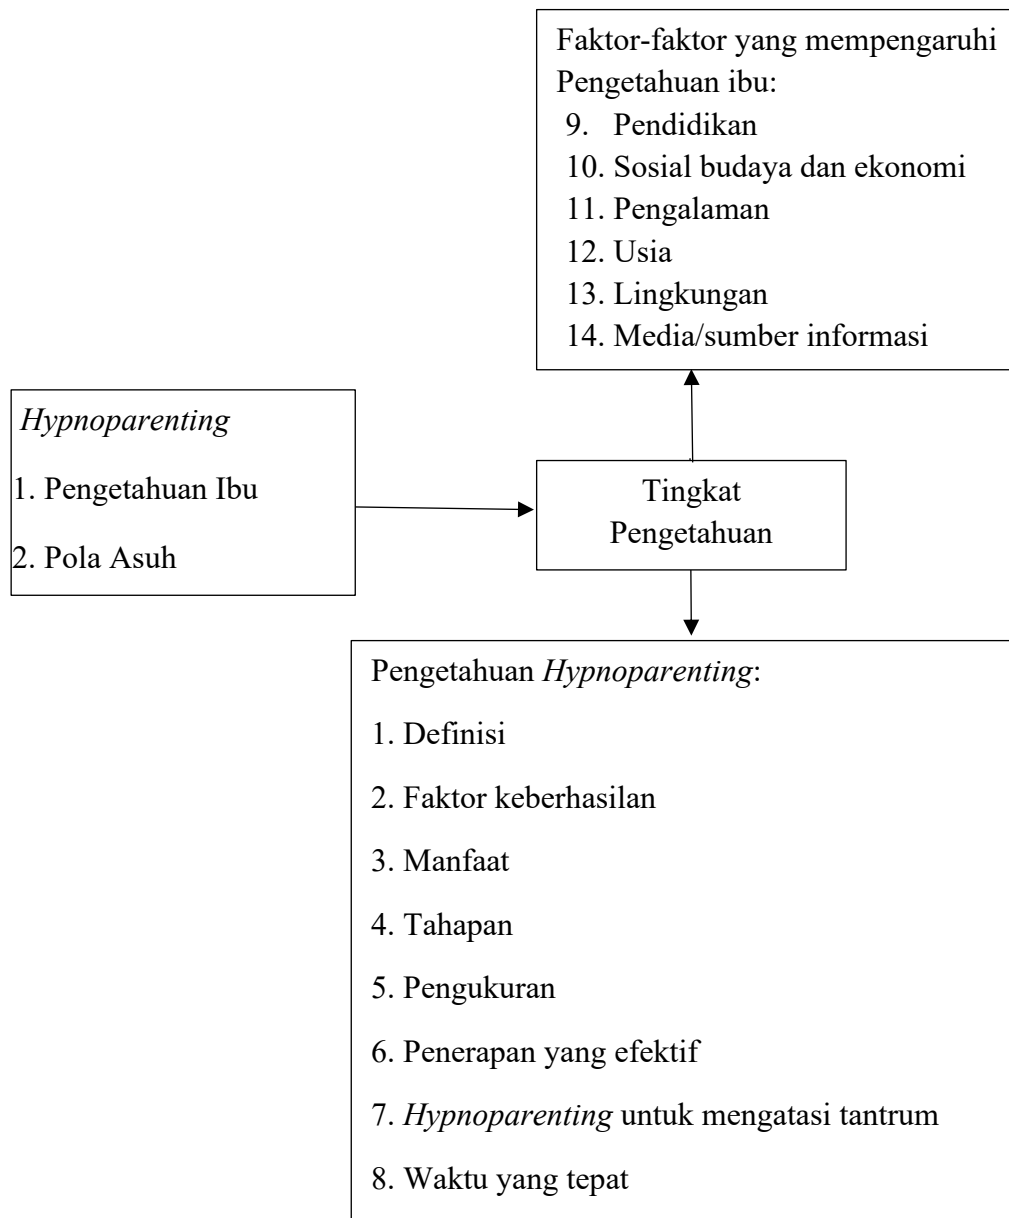 Faktor-faktor yang mempengaruhi
Pengetahuan ibu:
9. Pendidikan
10. Sosial budaya dan ekonomi
11. Pengalaman
12. Usia
13. Lingkungan
14. Media/sumber informasi
Hypnoparenting
1. Pengetahuan Ibu
2. Pola Asuh
Tingkat
Pengetahuan
Pengetahuan Hypnoparenting:
1. Definisi
2. Faktor keberhasilan
3. Manfaat
4. Tahapan
5. Pengukuran
6. Penerapan yang efektif
7. Hypnoparenting untuk mengatasi tantrum
8. Waktu yang tepat